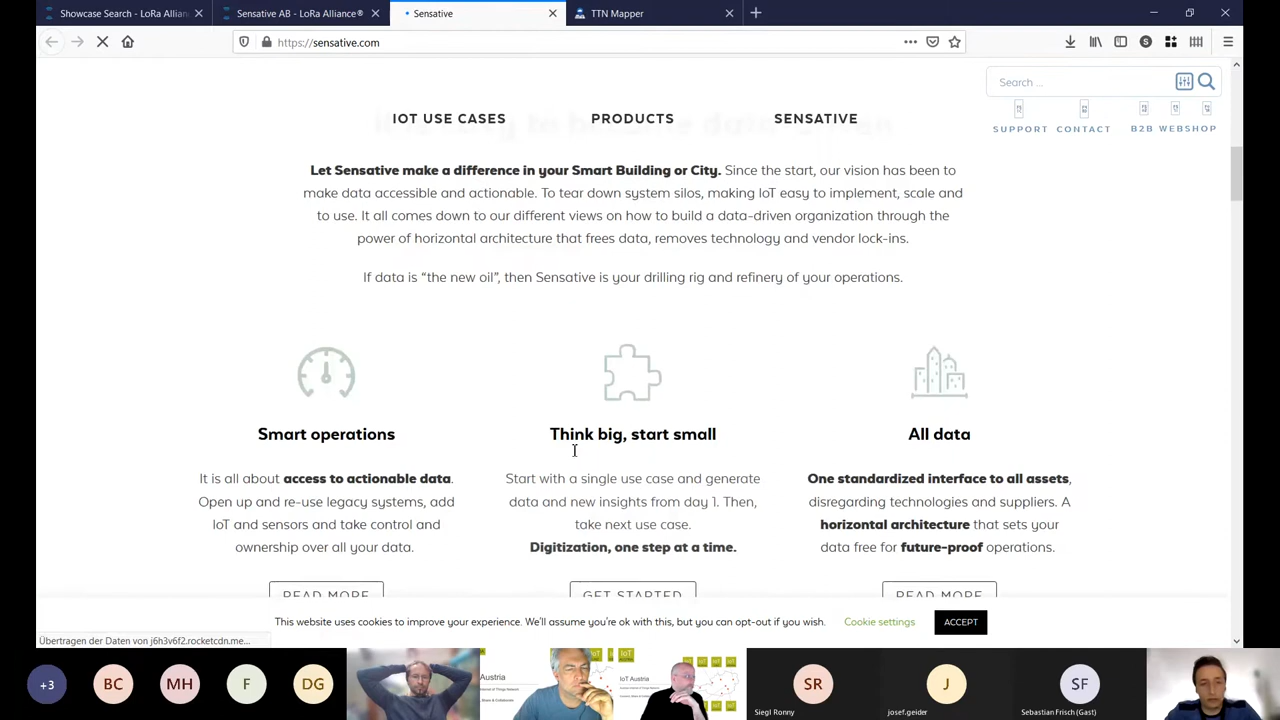 Showcase Search - LoRa Allian
Sensative AB - LoRa Alliance®
Sensative
TTN Mapper
https://sensative.com
Search ...
IOT USE CASES
PRODUCTS
SENSATIVE
SUPPORT
CONTACT
B2B WEBSHOP
Let Sensative make a difference in your Smart Building or City. Since the start, our vision has been to
make data accessible and actionable. To tear down system silos, making IoT easy to implement, scale and
to use. It all comes down to our different views on how to build a data-driven organization through the
power of horizontal architecture that frees data, removes technology and vendor lock-ins.
If data is “the new oil”, then Sensative is your drilling rig and refinery of your operations.
Smart operations
It is all about access to actionable data.
Open up and re-use legacy systems, add
IoT and sensors and take control and
ownership over all your data.
READ MORE
Think big, start small
Start with a single use case and generate
data and new insights from day 1. Then,
take next use case.
Digitization, one step at a time.
GET STARTED
All data
One standardized interface to all assets,
disregarding technologies and suppliers. A
horizontal architecture that sets your
data free for future-proof operations.
READ MORE
This website uses cookies to improve your experience. We'll assume you're ok with this, but you can opt-out if you wish.
Cookie settings
ACCEPT
Übertragen der Daten von j6h3v6f2.rocketcdn.me...
+3
BC
MH
F
DG
IoT Austria
SR
Siegl Ronny
J
josef.geider
SF
Sebastian Frisch (Gast)